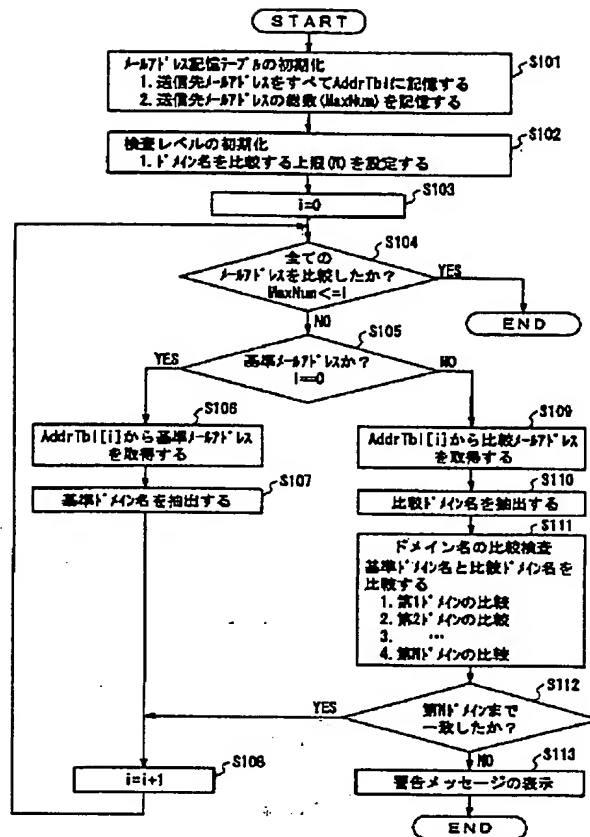 START
S101
メールアドレス記憶テーブルの初期化
1. 送信先メールアドレスをすべてAddrTblに記憶する
2. 送信先メールアドレスの総数(MaxNum)を記憶する
S102
検査レベルの初期化
1. ドメイン名を比較する上限(N)を設定する
S103
i=0
S104
全ての
メールアドレスを比較したか?
MaxNum<=i
YES
END
NO
S105
基準メールアドレスか?
i==0
YES
NO
S106
AddrTbl[i]から基準メールアドレス
を取得する
S107
基準ドメイン名を抽出する
S109
AddrTbl[i]から比較メールアドレス
を取得する
S110
比較ドメイン名を抽出する
S111
ドメイン名の比較検査
基準ドメイン名と比較ドメイン名を
比較する
1. 第1ドメインの比較
2. 第2ドメインの比較
3. …
4. 第Nドメインの比較
S112
第Nドメインまで
一致したか?
YES
NO
S108
i=i+1
S113
警告メッセージの表示
END